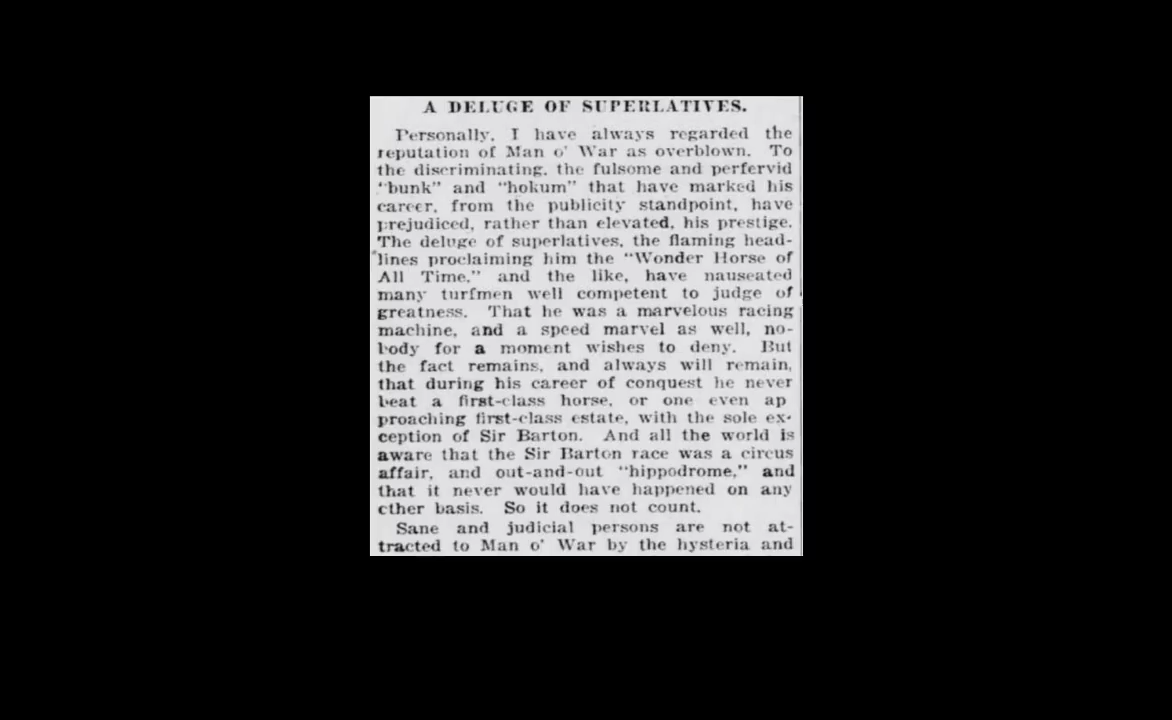 A DELUGE OF SUPERLATIVES.
Personally, I have always regarded the
reputation of Man o' War as overblown. To
the discriminating, the fulsome and perfervid
"bunk" and "hokum" that have marked his
career, from the publicity standpoint, have
prejudiced, rather than elevated, his prestige.
The deluge of superlatives, the flaming head-
lines proclaiming him the "Wonder Horse of
All Time," and the like, have nauseated
many turfmen well competent to judge of
greatness. That he was a marvelous racing
machine, and a speed marvel as well, no-
body for a moment wishes to deny. But
the fact remains, and always will remain,
that during his career of conquest he never
beat a first-class horse, or one even ap
proaching first-class estate, with the sole ex-
ception of Sir Barton. And all the world is
aware that the Sir Barton race was a circus
affair, and out-and-out "hippodrome," and
that it never would have happened on any
other basis. So it does not count.
Sane and judicial persons are not at-
tracted to Man o' War by the hysteria and